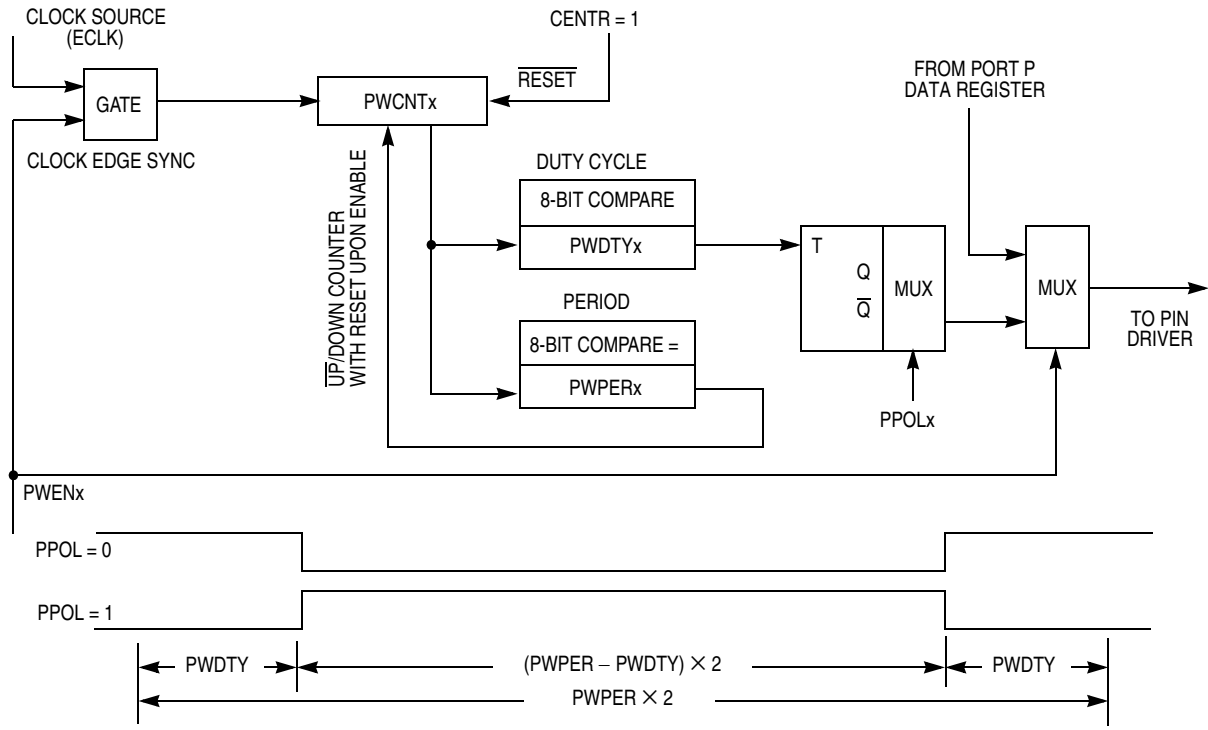 CLOCK SOURCE
(ECLK)
CENTR = 1
RESET
FROM PORT P
DATA REGISTER
GATE
PWCNTx
CLOCK EDGE SYNC
UP/DOWN COUNTER
WITH RESET UPON ENABLE
DUTY CYCLE
8-BIT COMPARE
PWDTYx
T
Q
Q
MUX
MUX
PERIOD
8-BIT COMPARE =
PWPERx
TO PIN
DRIVER
PPOLx
PWENx
PPOL = 0
PPOL = 1
PWDTY
(PWPER – PWDTY) × 2
PWDTY
PWPER × 2